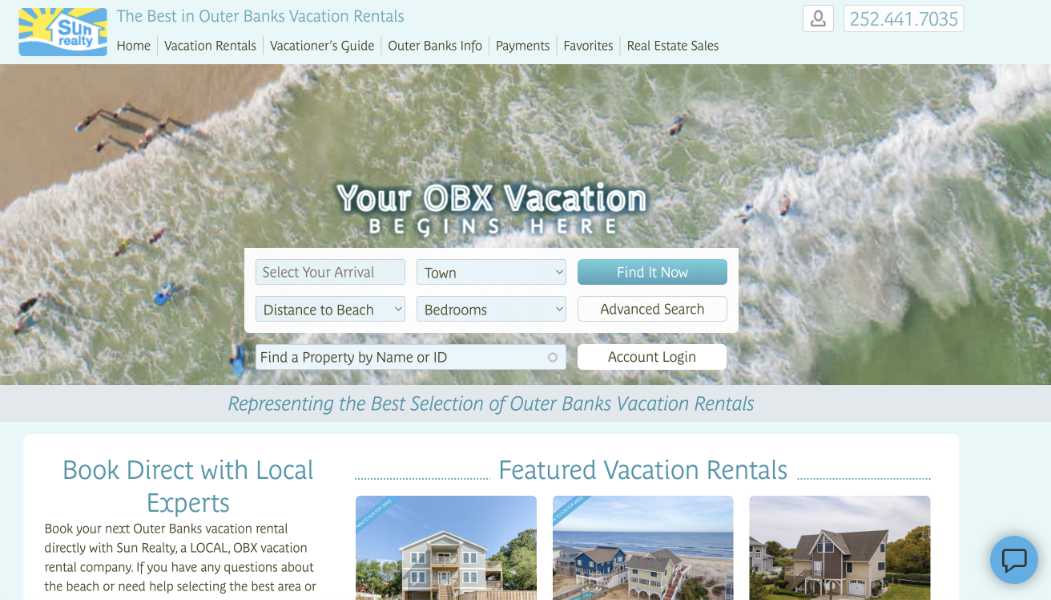 Sun
realty
The Best in Outer Banks Vacation Rentals
252.441.7035
Home Vacation Rentals Vacationer's Guide Outer Banks Info Payments Favorites Real Estate Sales
Your OBX Vacation
BEGINS HERE
Select Your Arrival Town Find It Now
Distance to Beach Bedrooms Advanced Search
Find a Property by Name or ID Account Login
Representing the Best Selection of Outer Banks Vacation Rentals
Book Direct with Local
Experts
Book your next Outer Banks vacation rental
directly with Sun Realty, a LOCAL, OBX vacation
rental company. If you have any questions about
the beach or need help selecting the best area or
Featured Vacation Rentals